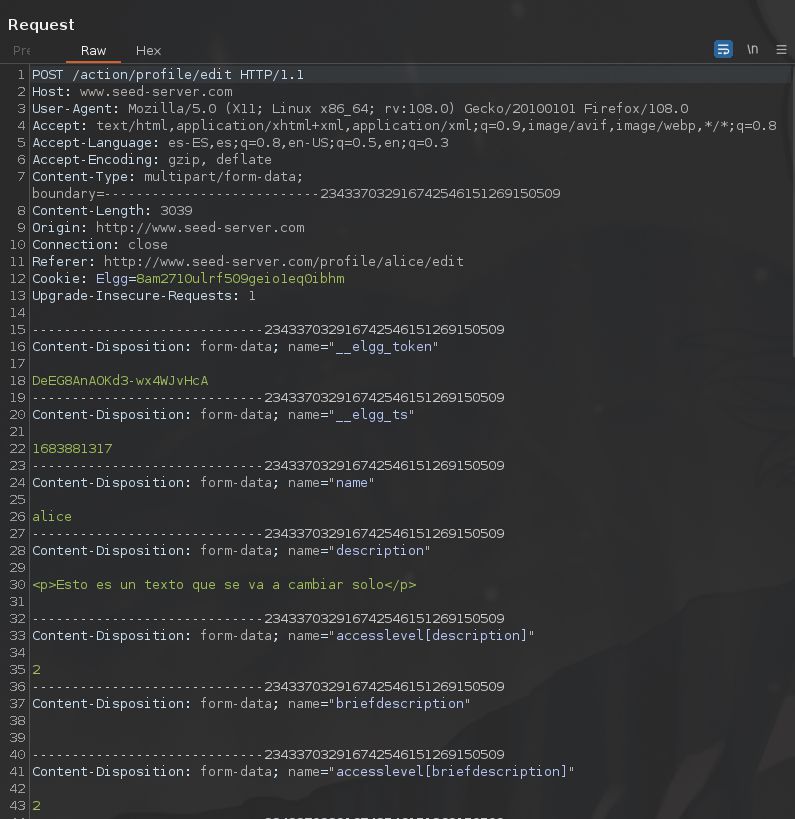 Request
Pre
Raw
Hex
\n
1 POST /action/profile/edit HTTP/1.1
2 Host: www.seed-server.com
3 User-Agent: Mozilla/5.0 (X11; Linux x86_64; rv:108.0) Gecko/20100101 Firefox/108.0
4 Accept: text/html,application/xhtml+xml,application/xml;q=0.9,image/avif,image/webp,*/*;q=0.8
5 Accept-Language: es-ES,es;q=0.8,en-US;q=0.5,en;q=0.3
6 Accept-Encoding: gzip, deflate
7 Content-Type: multipart/form-data;
boundary=---------------------------234337032916742546151269150509
8 Content-Length: 3039
9 Origin: http://www.seed-server.com
10 Connection: close
11 Referer: http://www.seed-server.com/profile/alice/edit
12 Cookie: Elgg=8am2710ulrf509geio1eq0ibhm
13 Upgrade-Insecure-Requests: 1
14
15 -----------------------------234337032916742546151269150509
16 Content-Disposition: form-data; name="__elgg_token"
17
18 DeEG8AnAOKd3-wx4WJvHcA
19 -----------------------------234337032916742546151269150509
20 Content-Disposition: form-data; name="__elgg_ts"
21
22 1683881317
23 -----------------------------234337032916742546151269150509
24 Content-Disposition: form-data; name="name"
25
26 alice
27 -----------------------------234337032916742546151269150509
28 Content-Disposition: form-data; name="description"
29
30 <p>Esto es un texto que se va a cambiar solo</p>
31
32 -----------------------------234337032916742546151269150509
33 Content-Disposition: form-data; name="accesslevel[description]"
34
35 2
36 -----------------------------234337032916742546151269150509
37 Content-Disposition: form-data; name="briefdescription"
38
39
40 -----------------------------234337032916742546151269150509
41 Content-Disposition: form-data; name="accesslevel[briefdescription]"
42
43 2